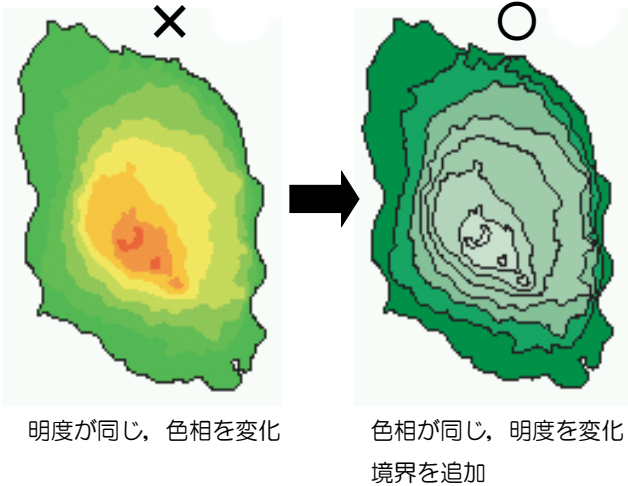 × ○
明度が同じ，色相を変化
色相が同じ，明度を変化
境界を追加